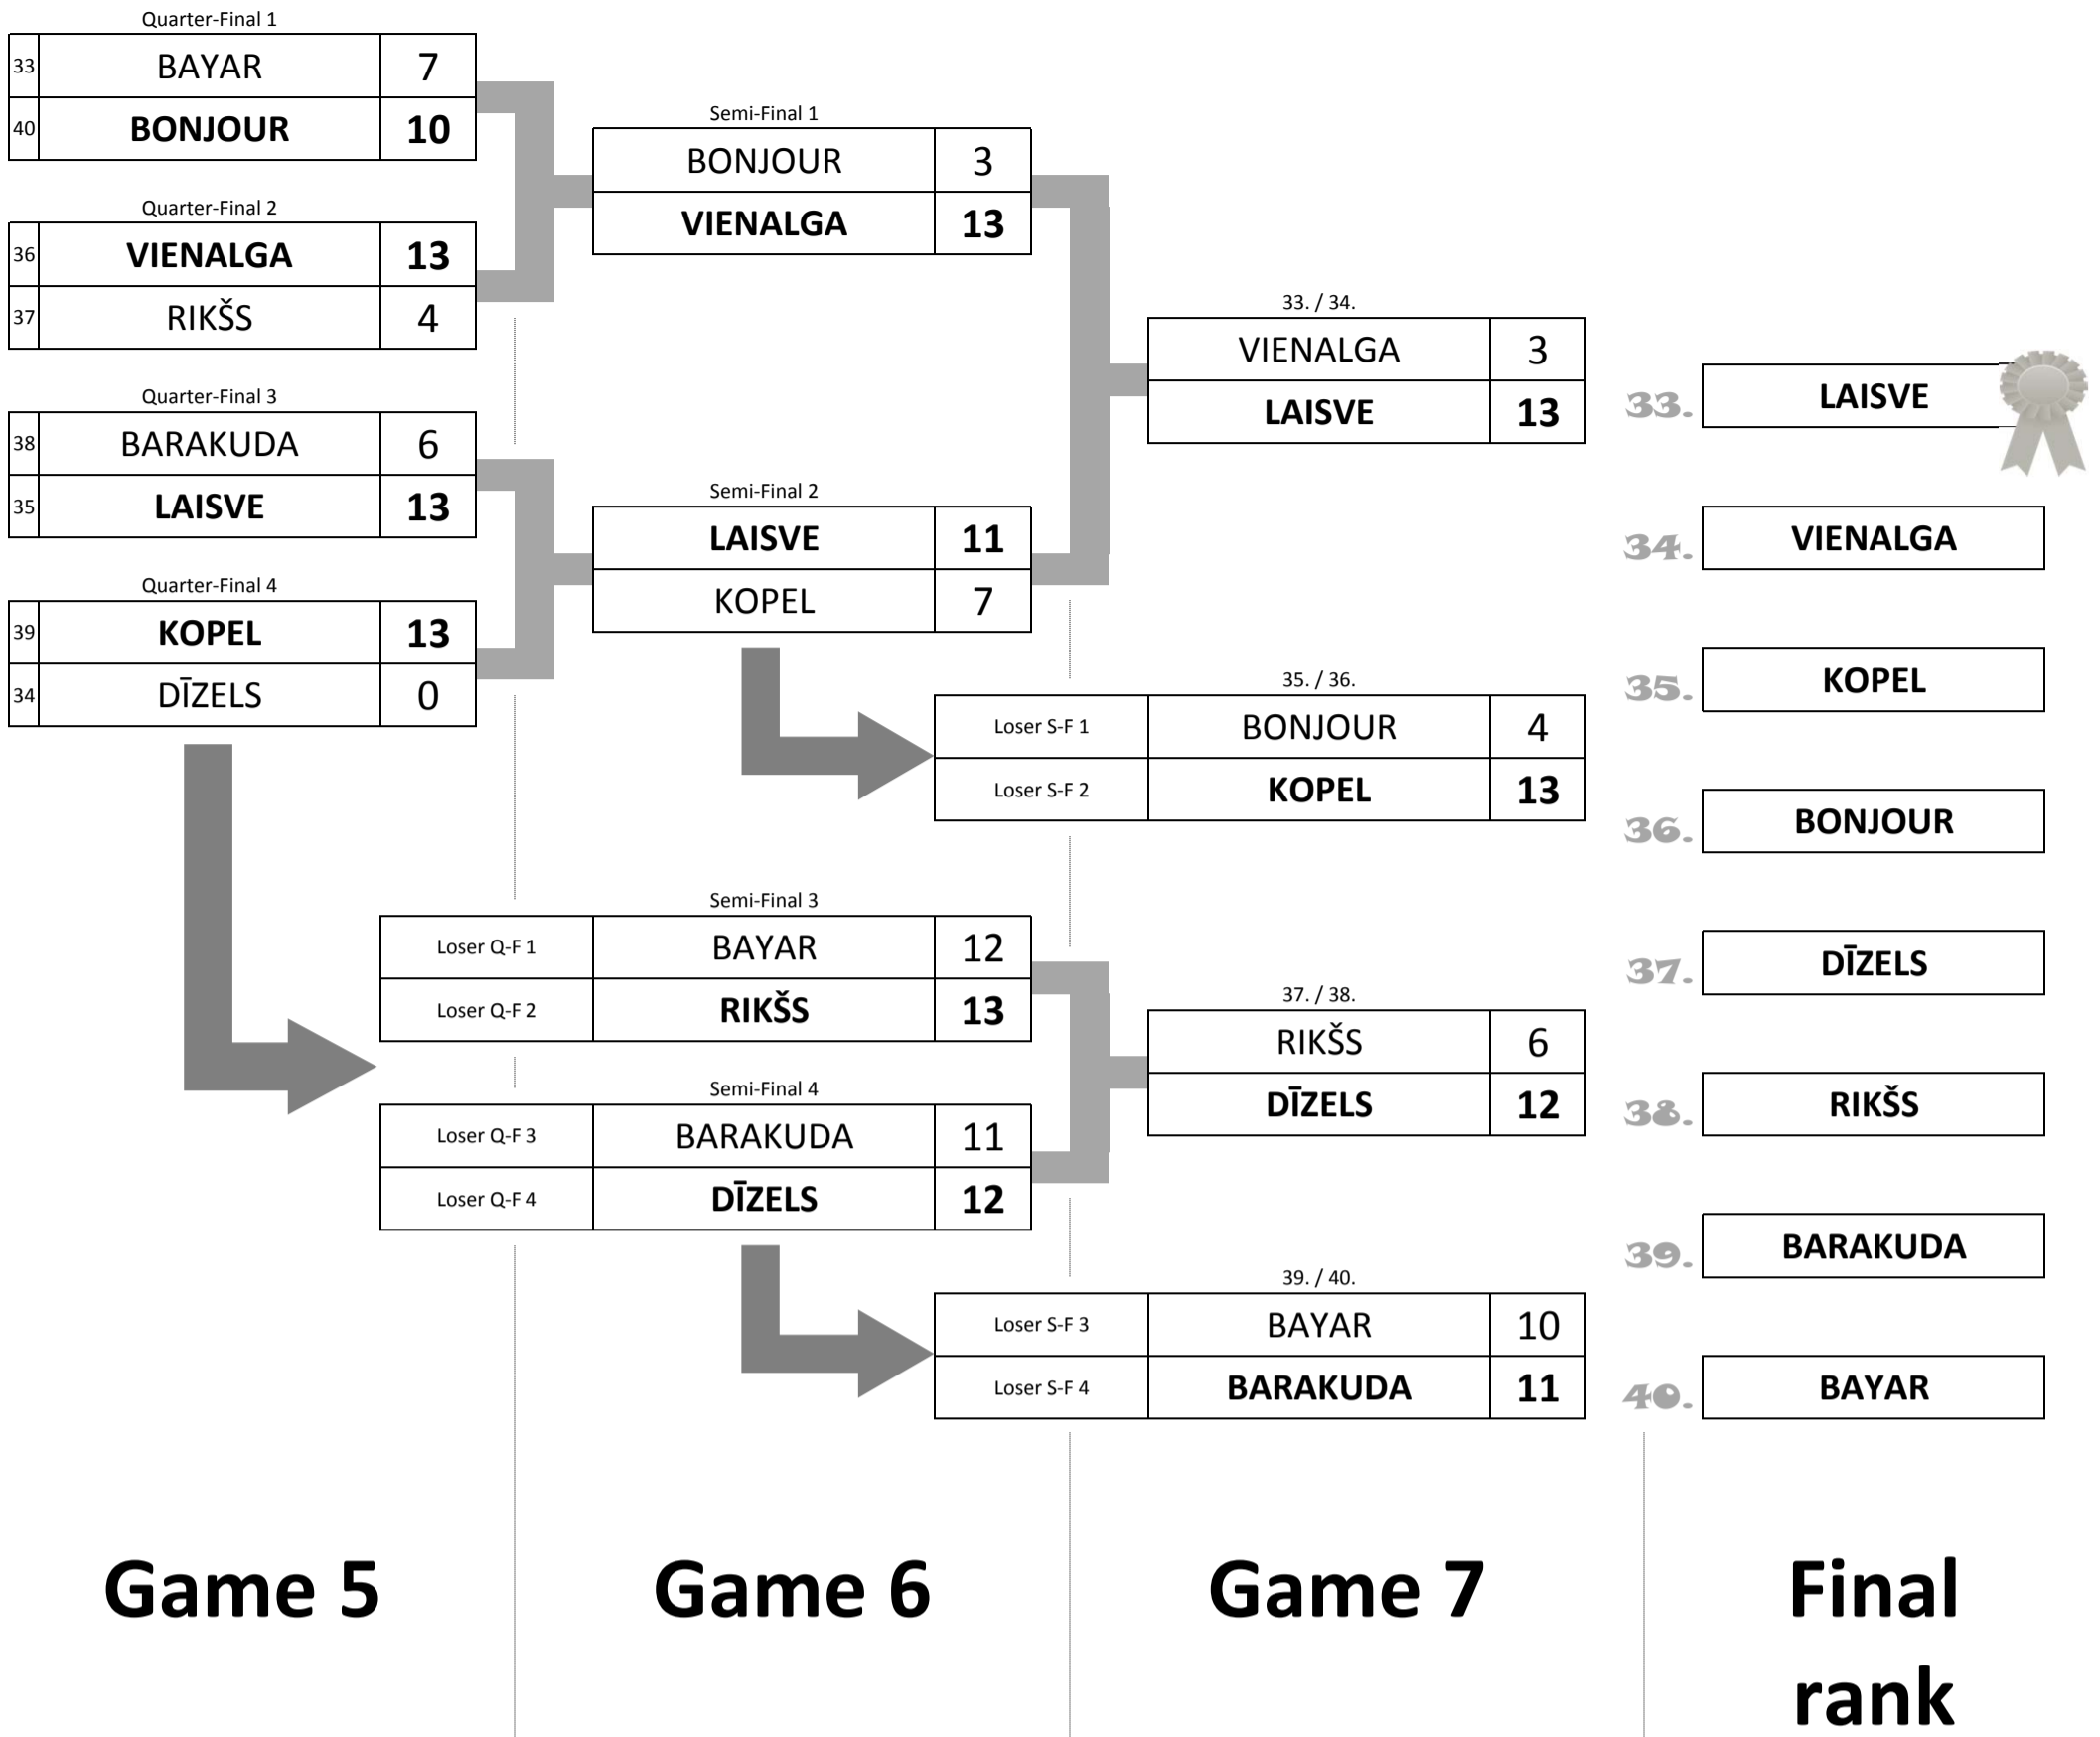 Quarter-Final 1
33 BAYAR 7
40 BONJOUR 10
Quarter-Final 2
36 VIENALGA 13
37 RIKŠS 4
Quarter-Final 3
38 BARAKUDA 6
35 LAISVE 13
Quarter-Final 4
39 KOPEL 13
34 DĪZELS 0
Semi-Final 1
BONJOUR 3
VIENALGA 13
Semi-Final 2
LAISVE 11
KOPEL 7
Semi-Final 3
Loser Q-F 1 BAYAR 12
Loser Q-F 2 RIKŠS 13
Semi-Final 4
Loser Q-F 3 BARAKUDA 11
Loser Q-F 4 DĪZELS 12
33. / 34.
VIENALGA 3
LAISVE 13
35. / 36.
Loser S-F 1 BONJOUR 4
Loser S-F 2 KOPEL 13
37. / 38.
RIKŠS 6
DĪZELS 12
39. / 40.
Loser S-F 3 BAYAR 10
Loser S-F 4 BARAKUDA 11
33. LAISVE
34. VIENALGA
35. KOPEL
36. BONJOUR
37. DĪZELS
38. RIKŠS
39. BARAKUDA
40. BAYAR
Game 5
Game 6
Game 7
Final
rank